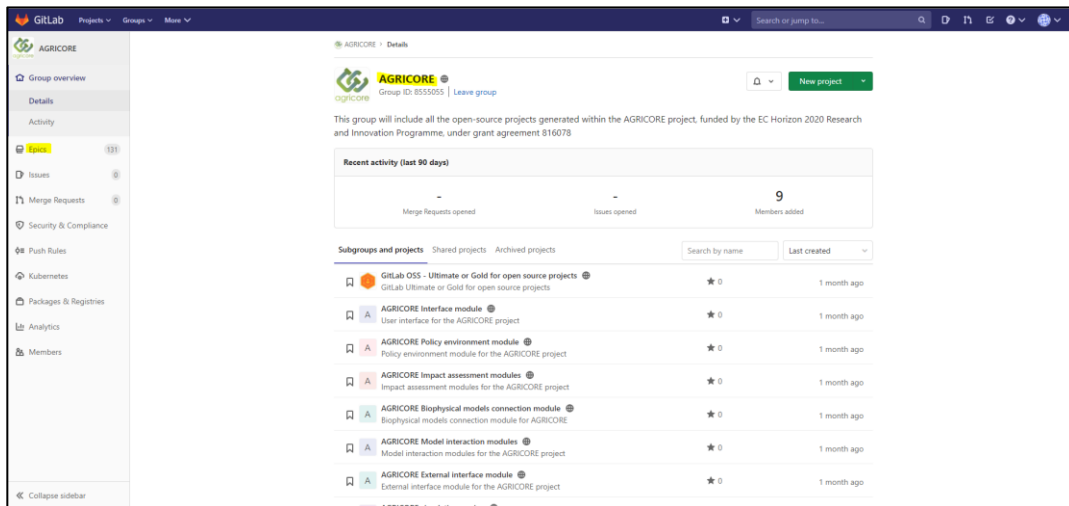 GitLab Projects Groups More Search or jump to...
AGRICORE
Group overview
Details
Activity
Epics 131
Issues 0
Merge Requests 0
Security & Compliance
Push Rules
Kubernetes
Packages & Registries
Analytics
Members
Collapse sidebar
AGRICORE › Details
agricore
AGRICORE
Group ID: 8555055 | Leave group
New project
This group will include all the open-source projects generated within the AGRICORE project, funded by the EC Horizon 2020 Research
and Innovation Programme, under grant agreement 816078
Recent activity (last 90 days)
- - 9
Merge Requests opened Issues opened Members added
Subgroups and projects Shared projects Archived projects Search by name Last created
GitLab OSS - Ultimate or Gold for open source projects
GitLab Ultimate or Gold for open source projects
0 1 month ago
A AGRICORE Interface module
User interface for the AGRICORE project
0 1 month ago
A AGRICORE Policy environment module
Policy environment module for the AGRICORE project
0 1 month ago
A AGRICORE Impact assessment modules
Impact assessment modules for the AGRICORE project
0 1 month ago
A AGRICORE Biophysical models connection module
Biophysical models connection module for AGRICORE
0 1 month ago
A AGRICORE Model interaction modules
Model interaction modules for the AGRICORE project
0 1 month ago
A AGRICORE External interface module
External interface module for the AGRICORE project
0 1 month ago